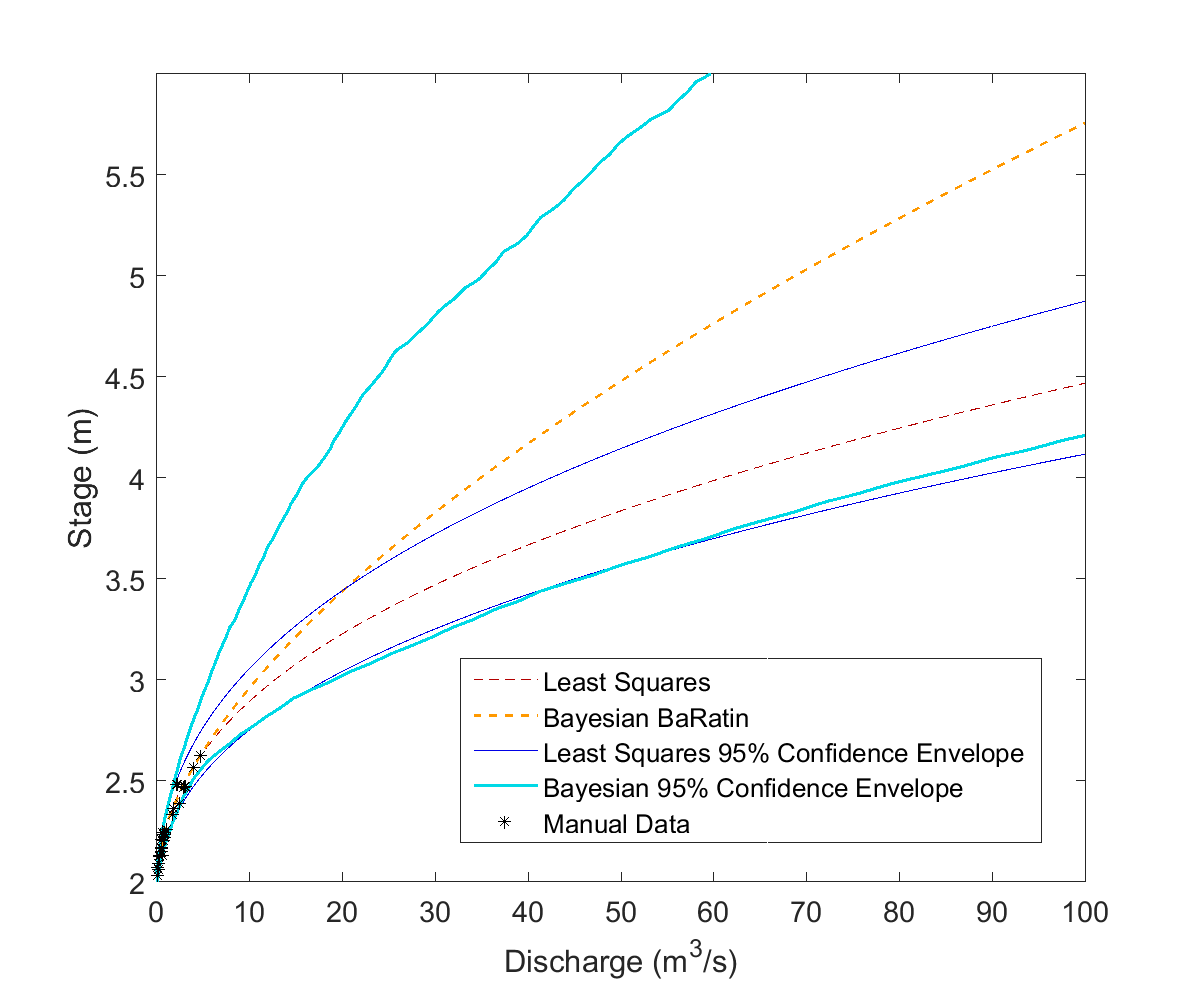 5.5
5
4.5
4
3.5
3
2.5
2
Stage (m)
Least Squares
Bayesian BaRatin
Least Squares 95% Confidence Envelope
Bayesian 95% Confidence Envelope
Manual Data
0 10 20 30 40 50 60 70 80 90 100
Discharge (m³/s)